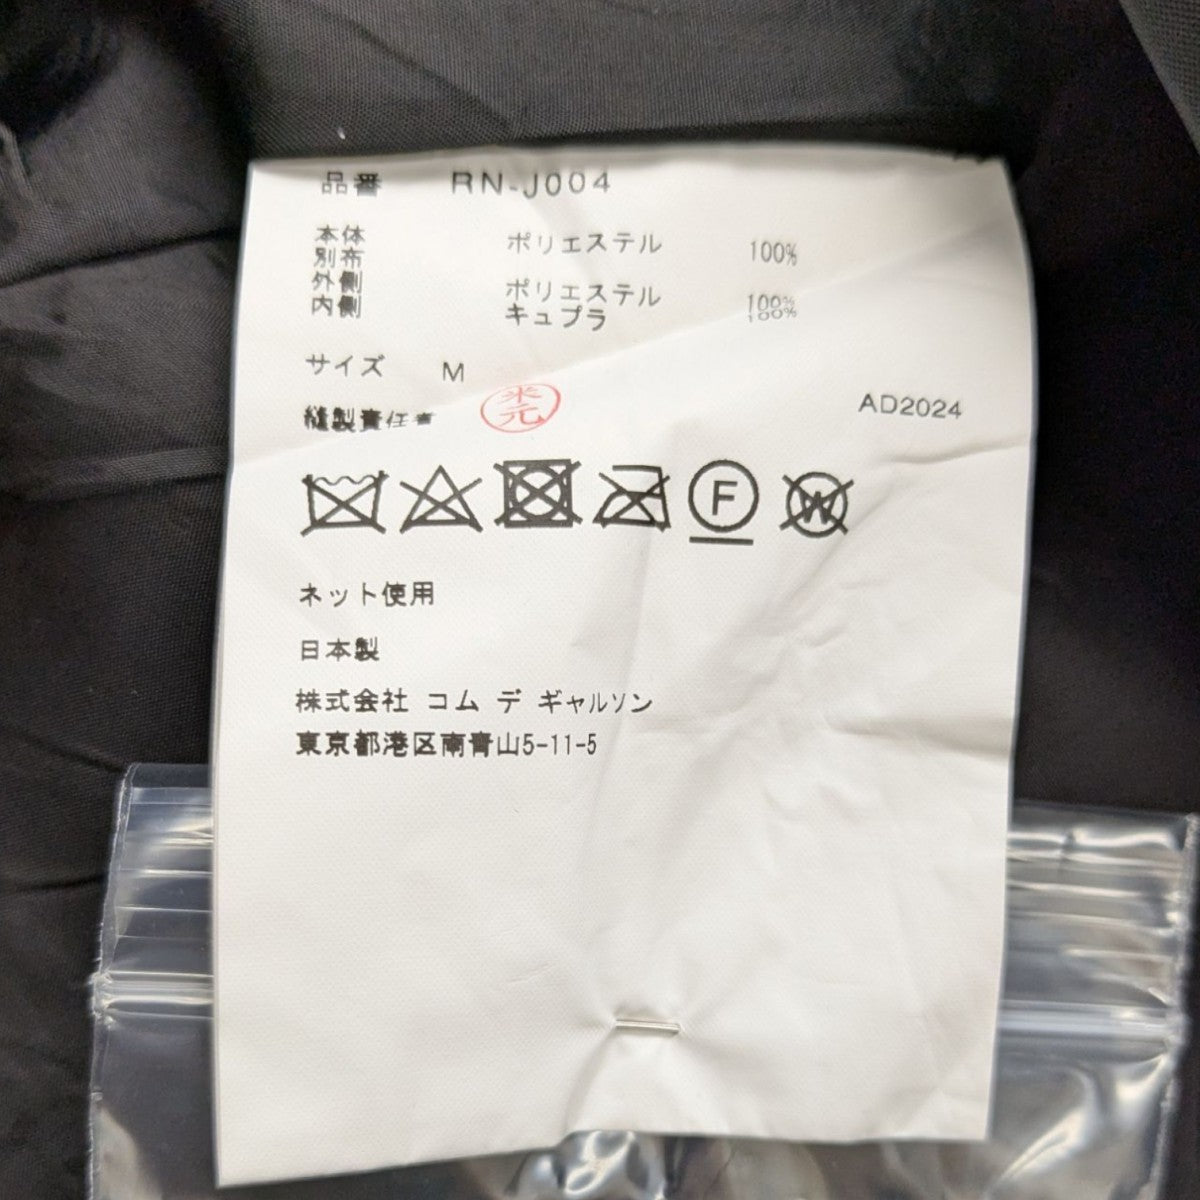 品番 RN-J004
本体 ポリエステル 100%
別布
外側 ポリエステル 100%
内側 キュプラ 100%
サイズ M
縫製責任者 米元
AD2024
F W
ネット使用
日本製
株式会社 コム デ ギャルソン
東京都港区南青山5-11-5